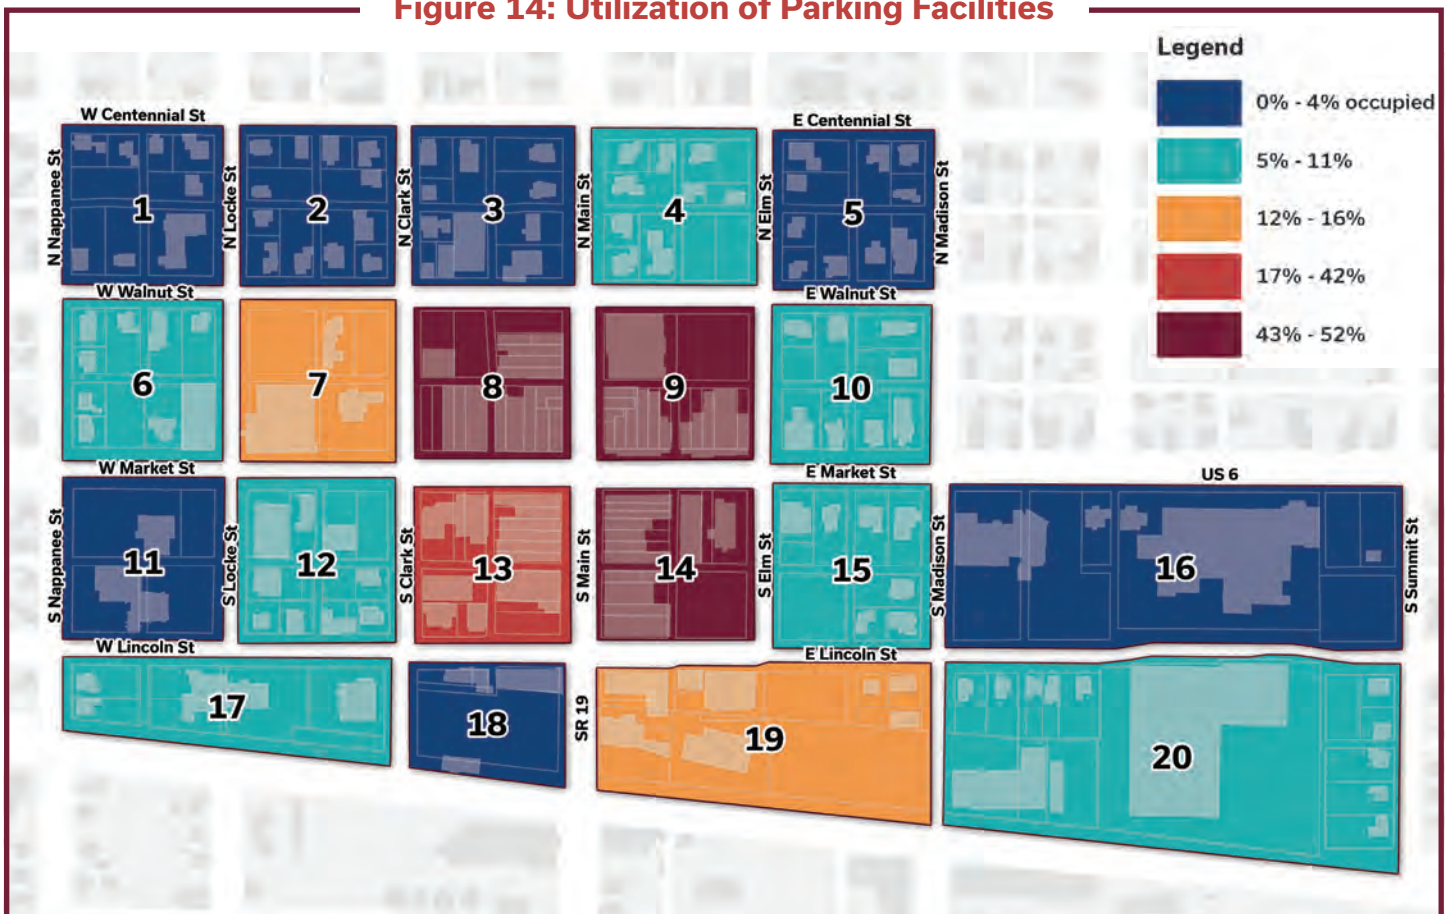 Figure 14: Utilization of Parking Facilities
Legend
0% - 4% occupied
5% - 11%
12% - 16%
17% - 42%
43% - 52%
W Centennial St
E Centennial St
N Nappanee St
N Locke St
N Clark St
N Main St
N Elm St
N Madison St
1
2
3
4
5
W Walnut St
E Walnut St
6
7
8
9
10
W Market St
E Market St
US 6
S Nappanee St
S Locke St
S Clark St
S Main St
S Elm St
S Madison St
S Summit St
11
12
13
14
15
16
W Lincoln St
E Lincoln St
17
18
SR 19
19
20